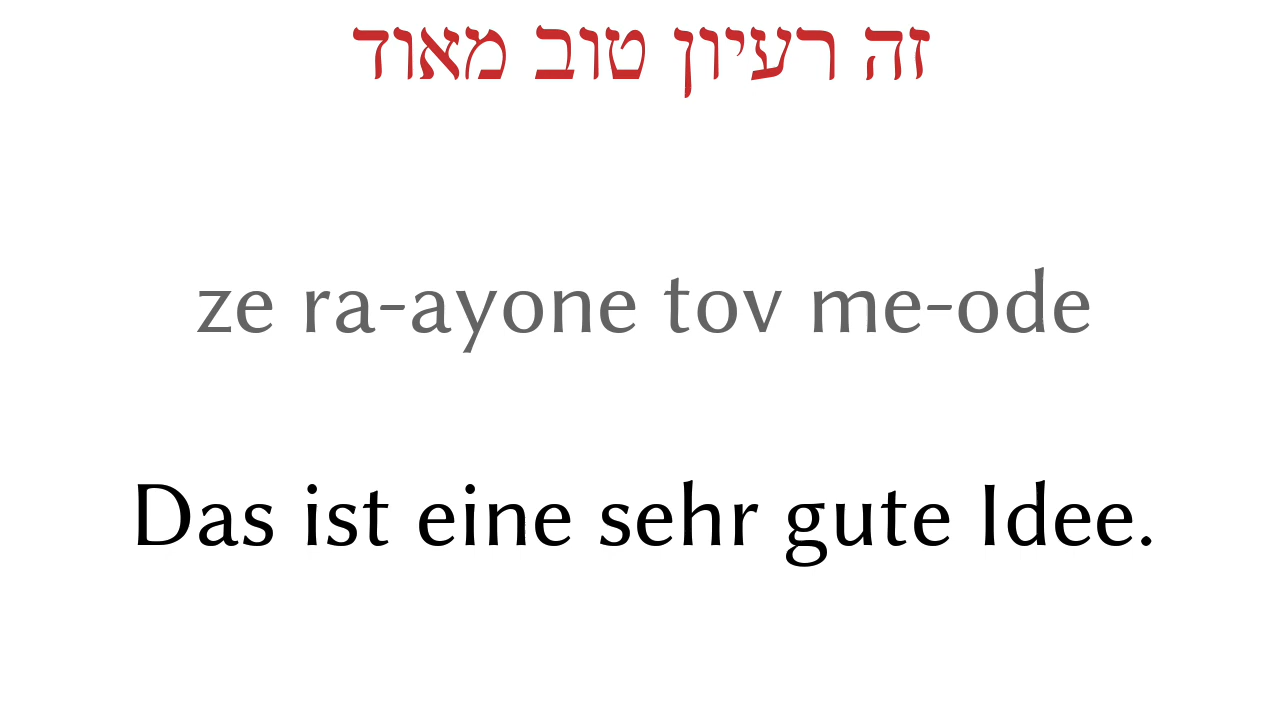 זה רעיון טוב מאוד
ze ra-ayone tov me-ode
Das ist eine sehr gute Idee.